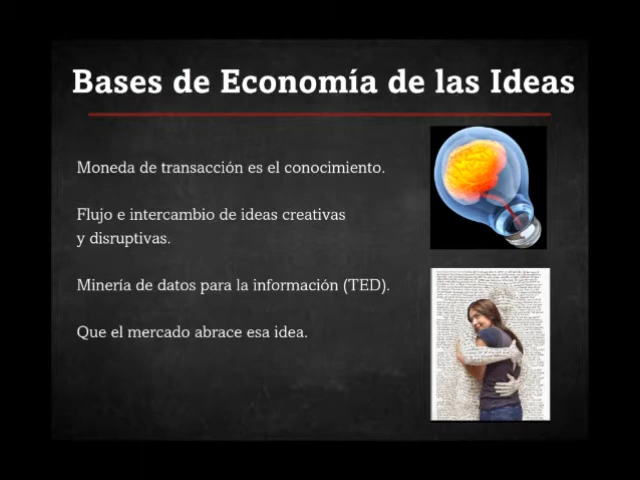 Bases de Economía de las Ideas
Moneda de transacción es el conocimiento.
Flujo e intercambio de ideas creativas
y disruptivas.
Minería de datos para la información (TED).
Que el mercado abrace esa idea.